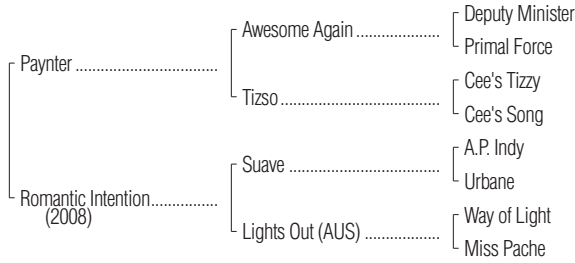 Deputy Minister
Awesome Again ....................
Primal Force
Paynter ..................................
Cee's Tizzy
Tizso ......................................
Cee's Song
A.P. Indy
Suave ....................................
Urbane
Romantic Intention ................
(2008)
Way of Light
Lights Out (AUS) ..................
Miss Pache